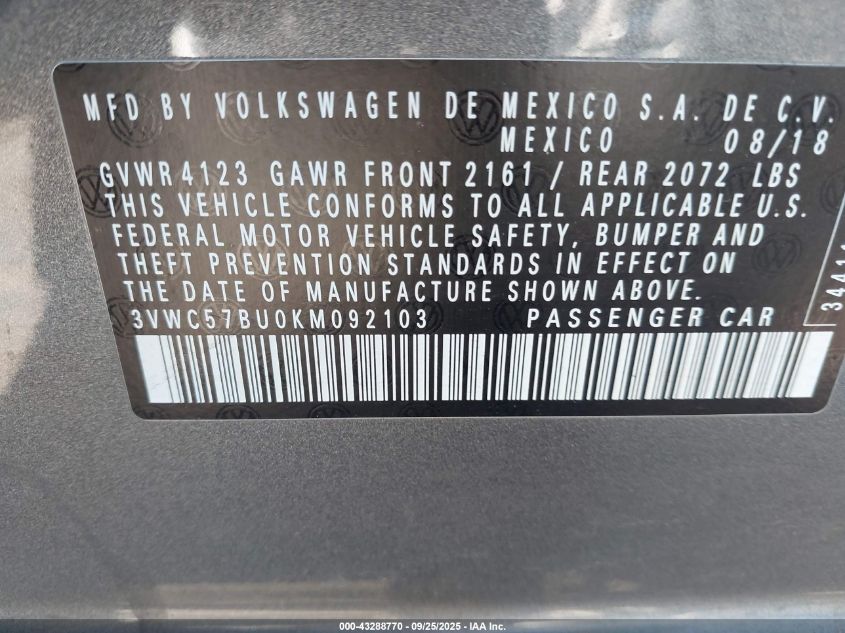 MFD BY VOLKSWAGEN DE MEXICO S.A. DE C.V.
MEXICO 08/18
GVWR4123 GAWR FRONT 2161 / REAR 2072 LBS
THIS VEHICLE CONFORMS TO ALL APPLICABLE U.S.
FEDERAL MOTOR VEHICLE SAFETY, BUMPER AND
THEFT PREVENTION STANDARDS IN EFFECT ON
THE DATE OF MANUFACTURE SHOWN ABOVE.
3VWC57BU0KM092103 PASSENGER CAR
000-43288770 - 09/25/2025 - IAA Inc.